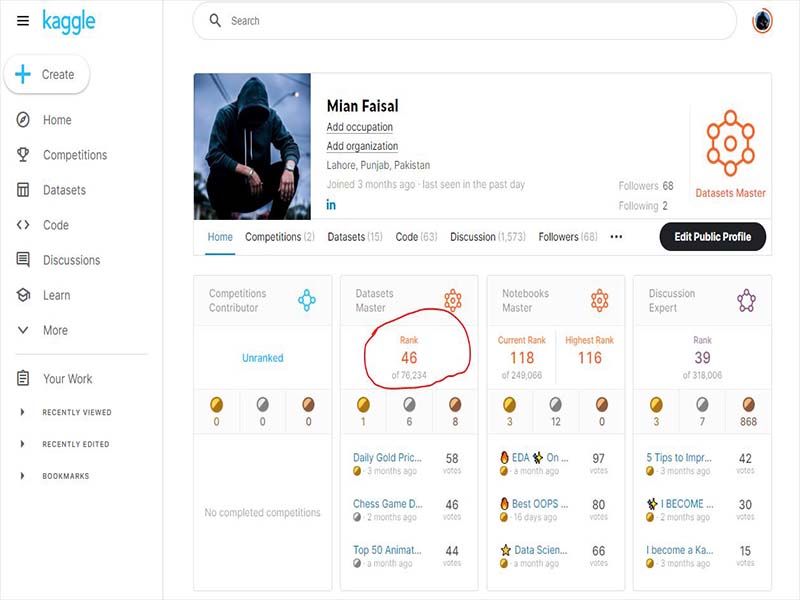 kaggle
Search
Create
Home
Competitions
Datasets
Code
Discussions
Learn
More
Your Work
RECENTLY VIEWED
RECENTLY EDITED
BOOKMARKS
Mian Faisal
Add occupation
Add organization
Lahore, Punjab, Pakistan
Joined 3 months ago · last seen in the past day
in
Followers 68
Following 2
Datasets Master
Home Competitions (2) Datasets (15) Code (63) Discussion (1,573) Followers (68) •••
Edit Public Profile
Competitions
Contributor
Unranked
0 0 0
No completed competitions
Datasets
Master
Rank
46
of 76,234
1 6 8
Daily Gold Pric... 58
· 3 months ago votes
Chess Game D... 46
· 2 months ago votes
Top 50 Animat... 44
· a month ago votes
Notebooks
Master
Current Rank Highest Rank
118 116
of 249,066
3 12 0
🔥 EDA ✨ On ... 97
· a month ago votes
🔥 Best OOPS ... 80
· 16 days ago votes
⭐ Data Scien... 66
· a month ago votes
Discussion
Expert
Rank
39
of 318,006
3 7 868
5 Tips to Impr... 42
· 3 months ago votes
✨ I BECOME ... 30
· 2 months ago votes
I become a Ka... 15
· 3 months ago votes